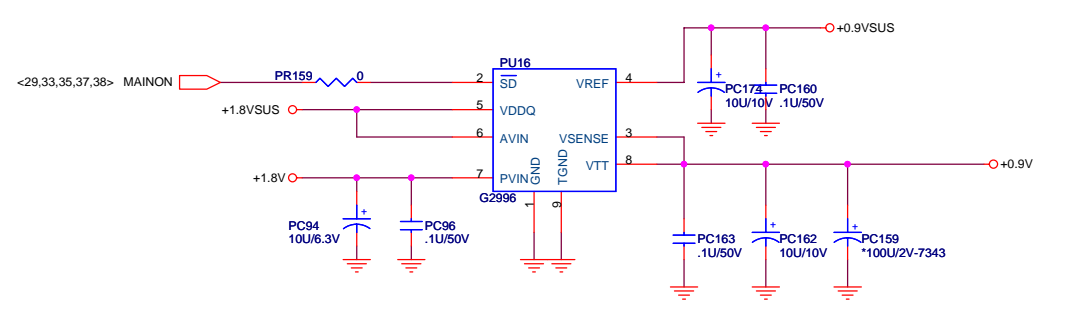 +0.9VSUS
PU16
<29,33,35,37,38> MAINON
PR159 0
2 SD VREF 4
PC174 PC160
10U/10V .1U/50V
+1.8VSUS
5 VDDQ
6 AVIN VSENSE 3
VTT 8
+0.9V
+1.8V
7 PVIN GND TGND
G2996
1 9
PC94 PC96
10U/6.3V .1U/50V
PC163 PC162 PC159
.1U/50V 10U/10V *100U/2V-7343